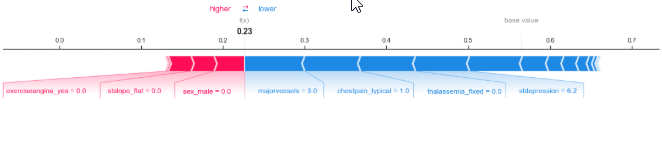 higher ⇄ lower
f(x) base value
0.23
0.0 0.1 0.2 0.3 0.4 0.5 0.6 0.7
exerciseangina_yes = 0.0 stslope_flat = 0.0 sex_male = 0.0 majorvessels = 3.0 chestpain_typical = 1.0 thalassemia_fixed = 0.0 stdepression = 6.2